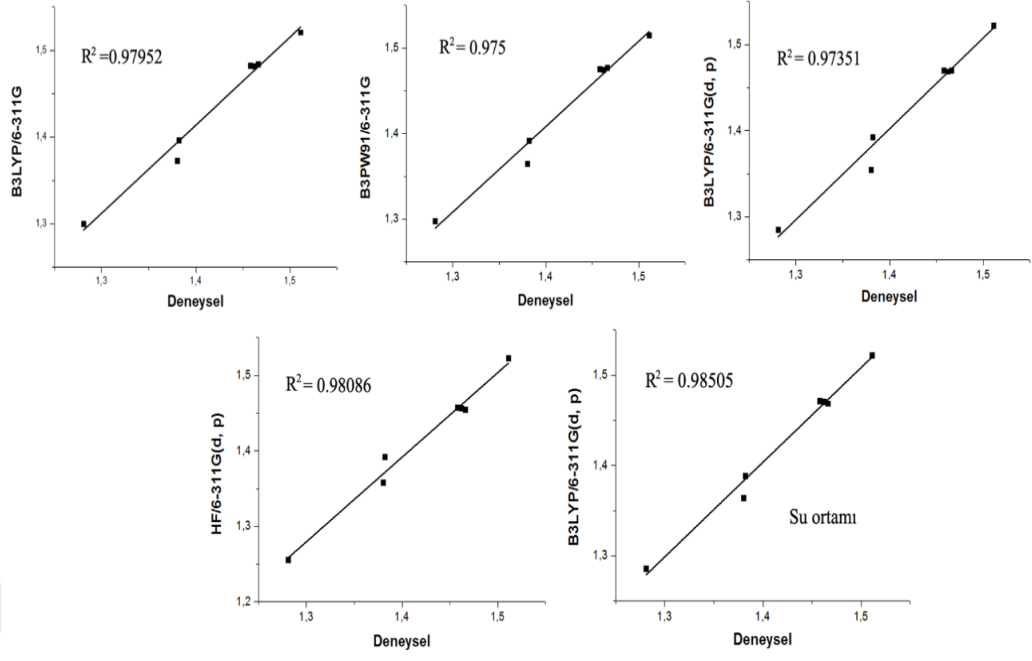 R² =0.97952
B3LYP/6-311G
1,5
1,4
1,3
1,3 1,4 1,5
Deneysel
R² = 0.975
B3PW91/6-311G
1,5
1,4
1,3
1,3 1,4 1,5
Deneysel
R² = 0.97351
B3LYP/6-311G(d, p)
1,5
1,4
1,3
1,3 1,4 1,5
Deneysel
R² = 0.98086
HF/6-311G(d, p)
1,5
1,4
1,3
1,2
1,3 1,4 1,5
Deneysel
R² = 0.98505
B3LYP/6-311G(d, p)
1,5
1,4
1,3
Su ortamı
1,3 1,4 1,5
Deneysel